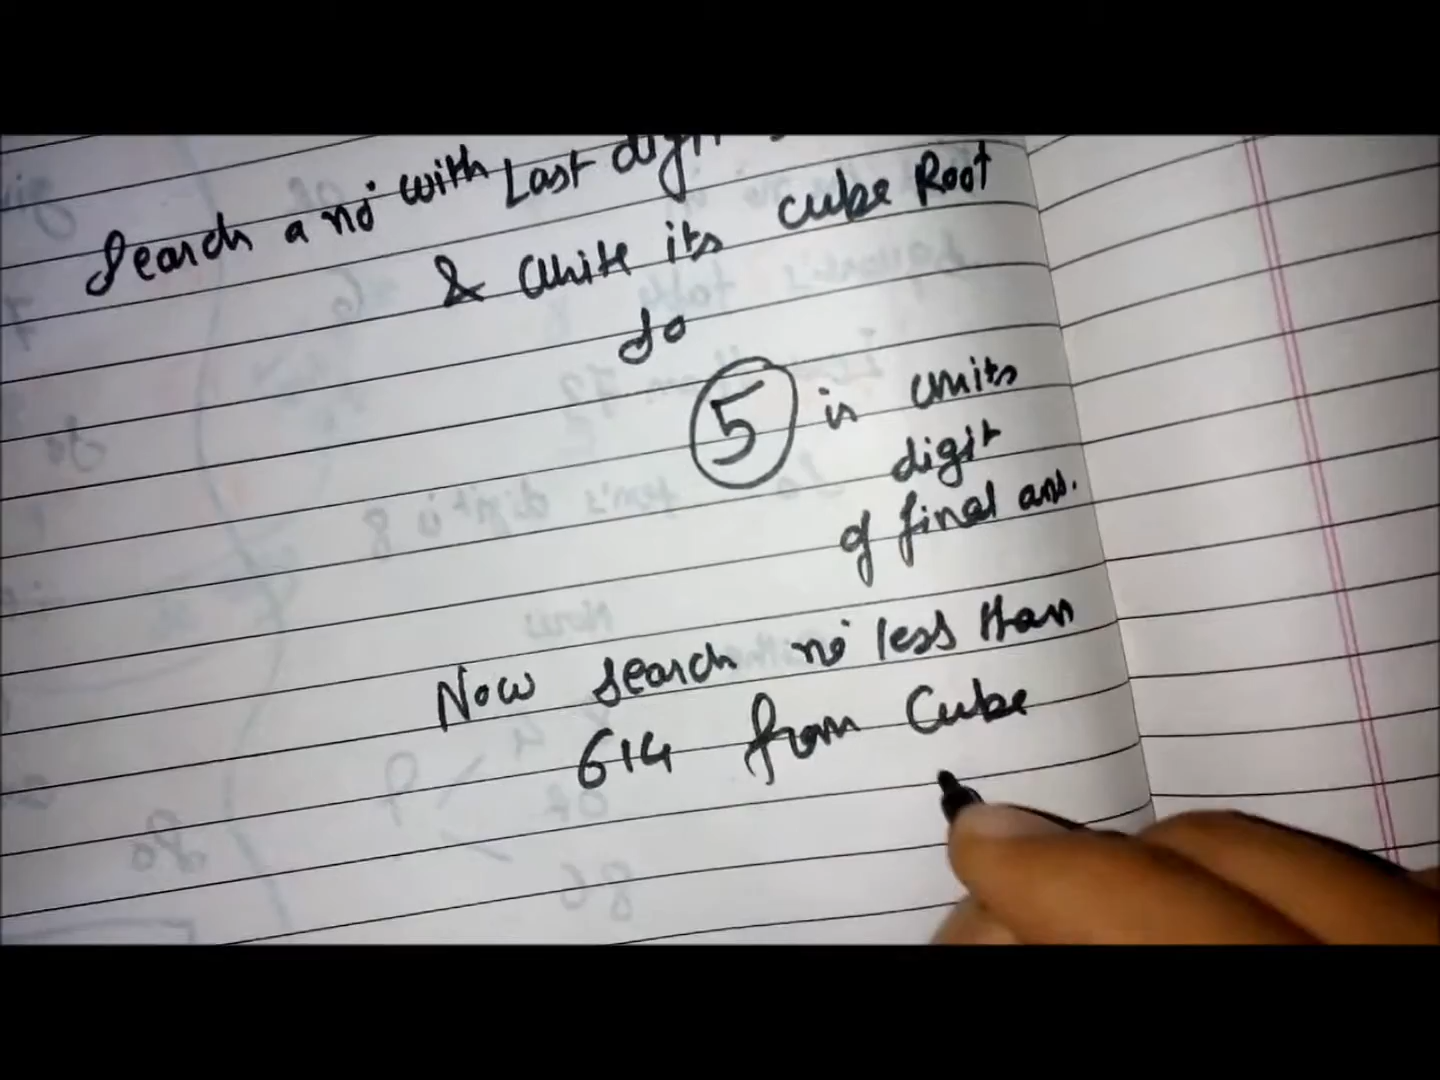 Search a no with Last digit
& write its cube Root
So
5 is units
digit
of final ans.
Now search no less than
614 from Cube